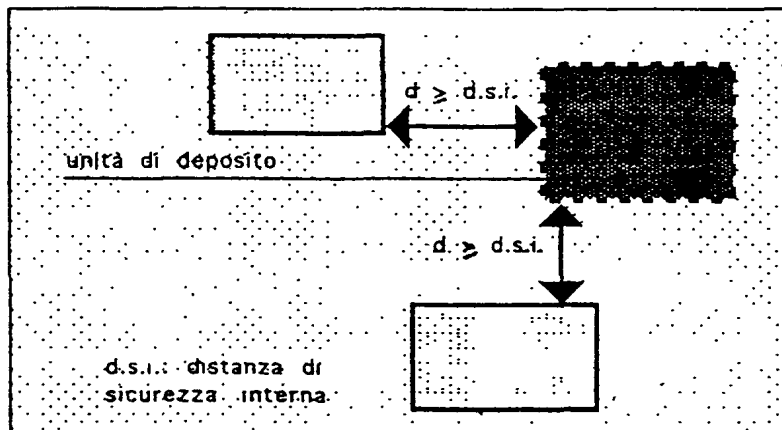 d ⩾ d.s.i.
unità di deposito
d ⩾ d.s.i.
d.s.i.: distanza di
sicurezza interna